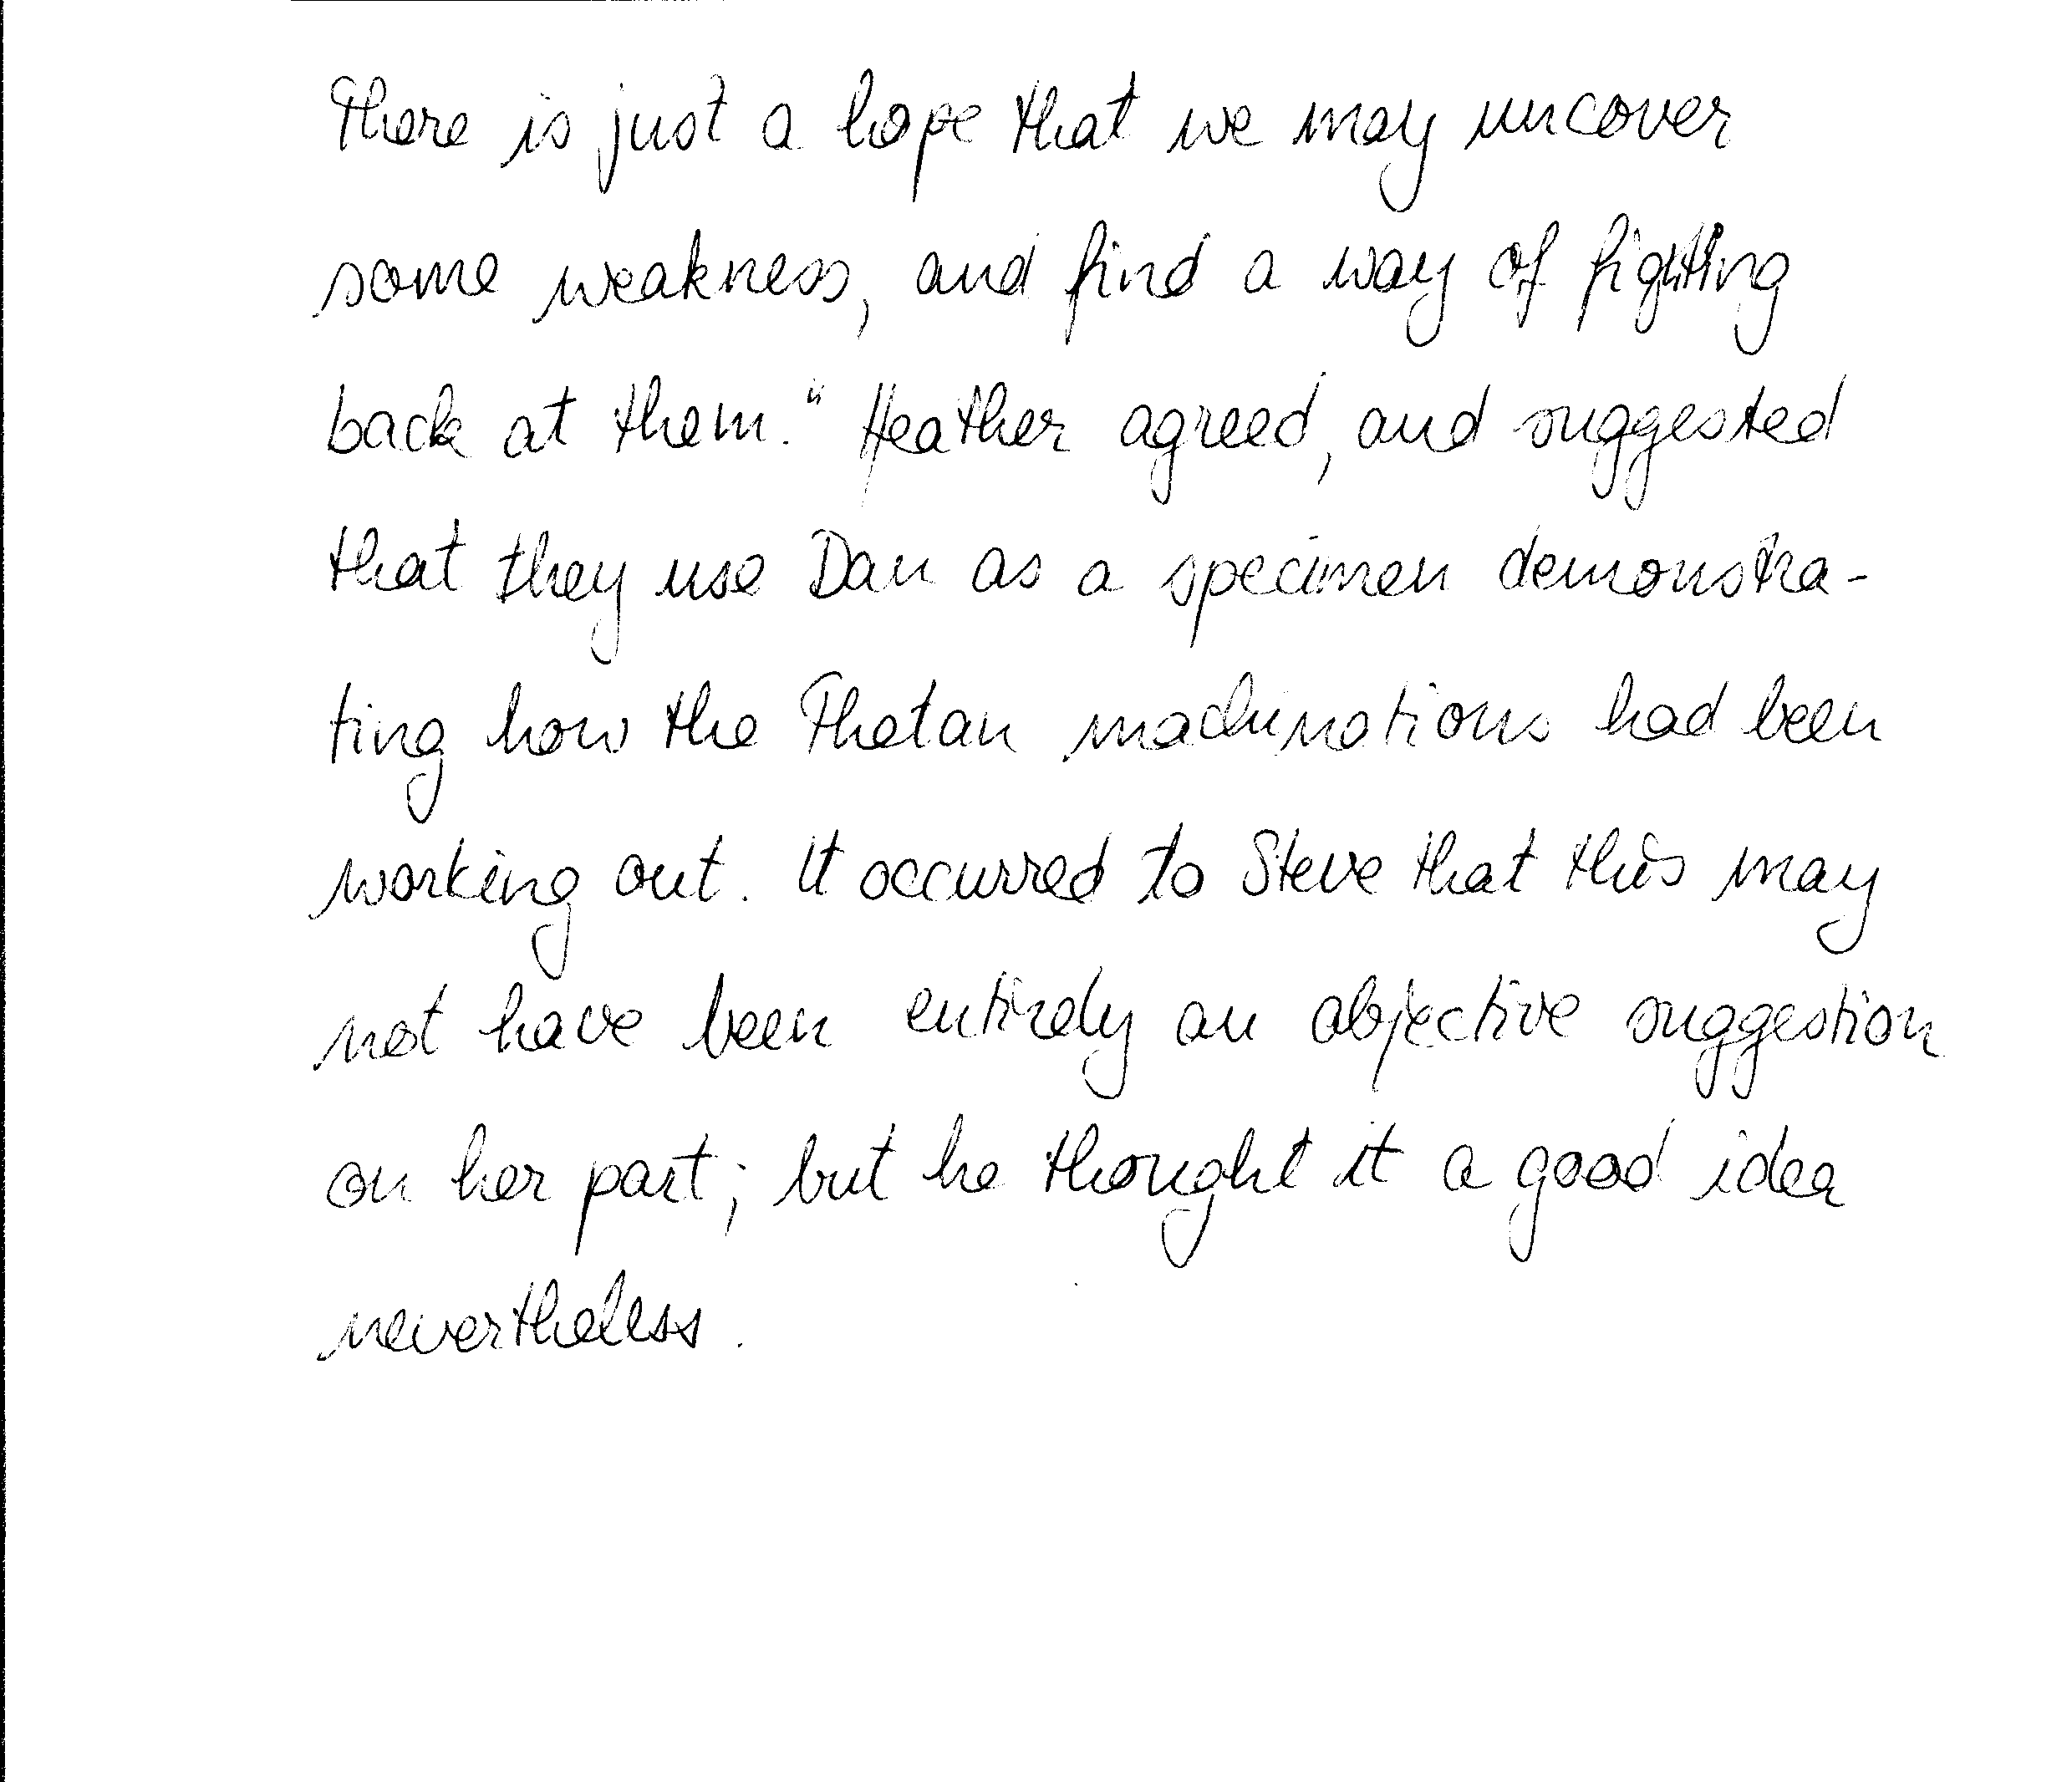 There is just a hope that we may uncover
some weakness, and find a way of fighting
back at them." Heather agreed, and suggested
that they use Dan as a specimen demonstra-
ting how the Thetan machinations had been
working out. It occurred to Steve that this may
not have been entirely an objective suggestion
on her part; but he thought it a good idea
nevertheless.